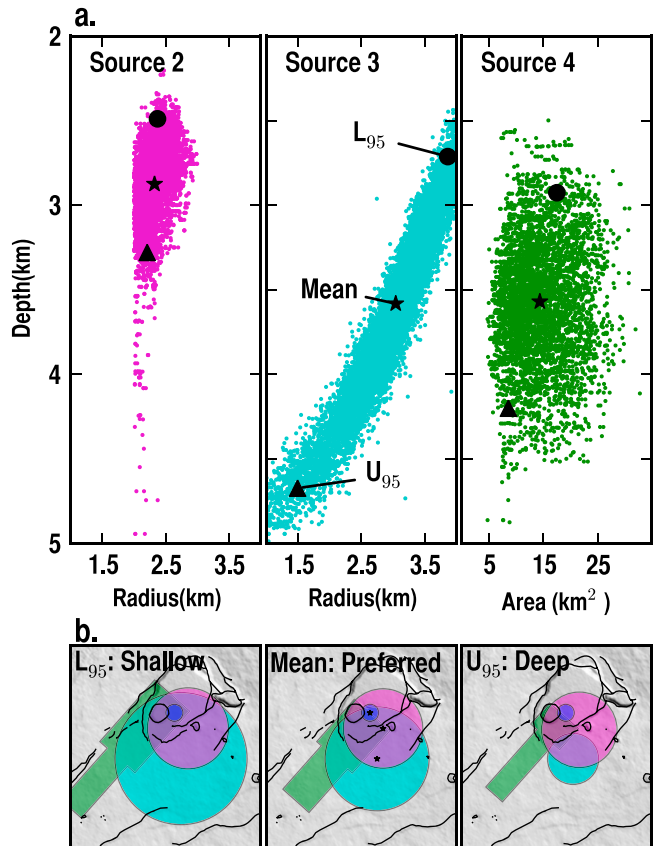 a.
2
3
4
5
Depth(km)
Source 2
Source 3
Source 4
L95
Mean
U95
1.5 2.5 3.5
1.5 2.5 3.5
5 15 25
Radius(km)
Radius(km)
Area (km²)
b.
L95: Shallow
Mean: Preferred
U95: Deep